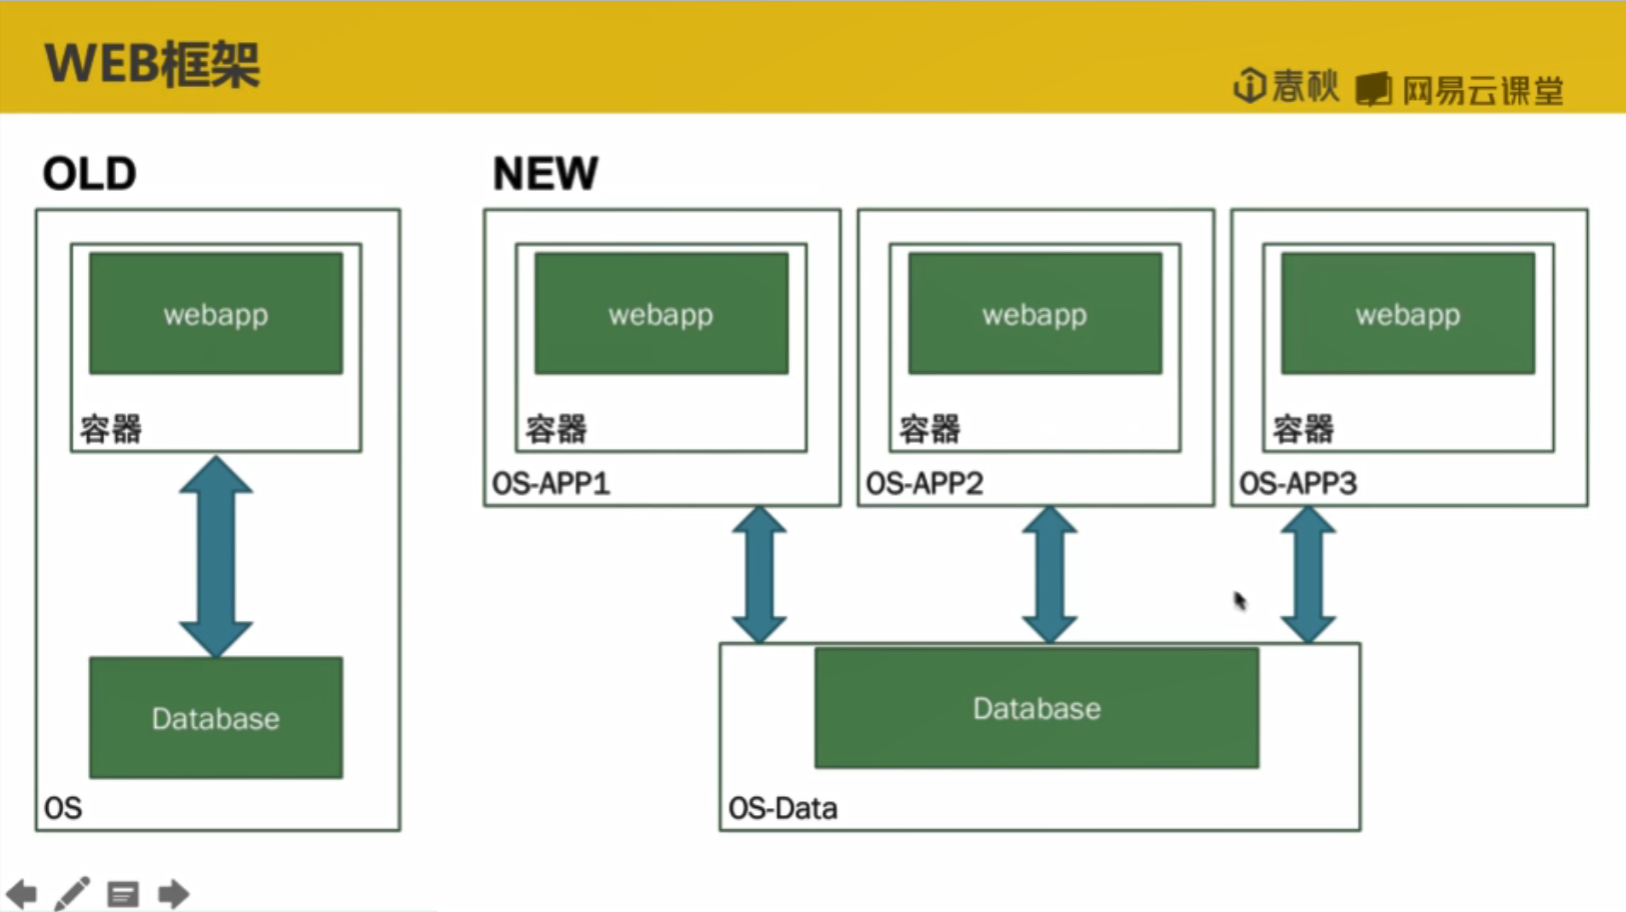 WEB框架
i春秋 网易云课堂
OLD
webapp
容器
Database
OS
NEW
webapp
容器
OS-APP1
webapp
容器
OS-APP2
webapp
容器
OS-APP3
Database
OS-Data